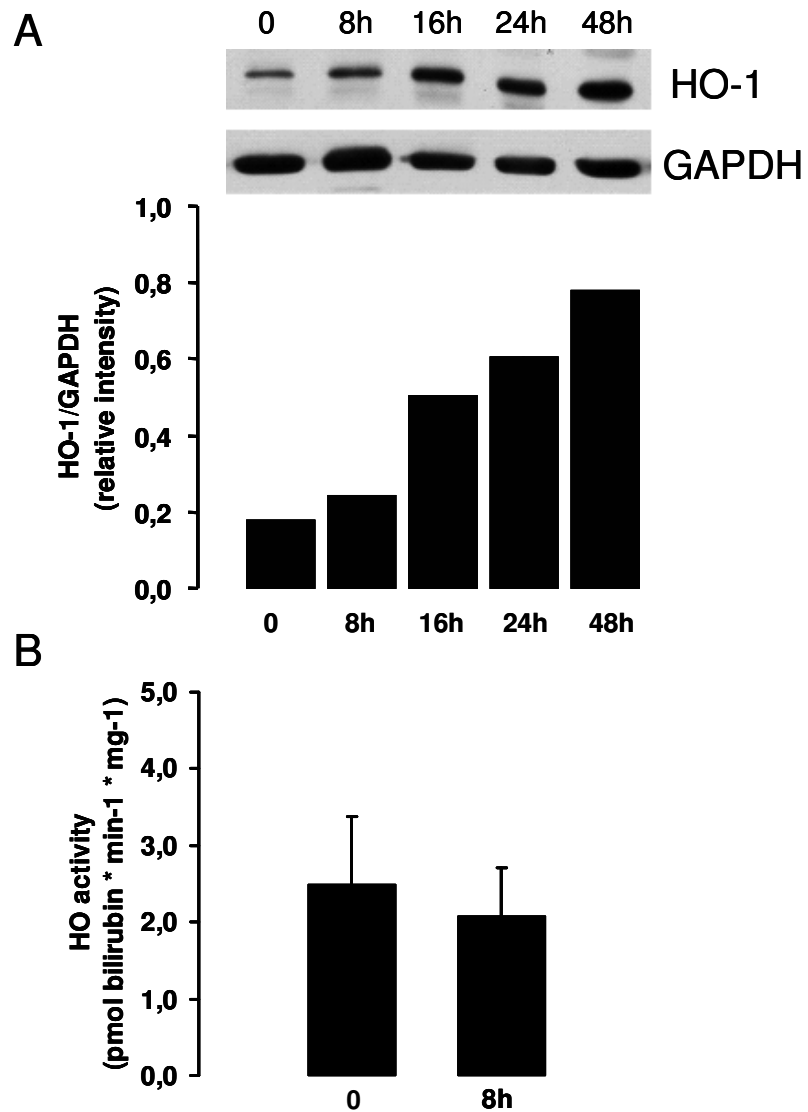 A
0 8h 16h 24h 48h
HO-1
GAPDH
HO-1/GAPDH
(relative intensity)
1,0
0,8
0,6
0,4
0,2
0,0
0 8h 16h 24h 48h
B
HO activity
(pmol bilirubin * min-1 * mg-1)
5,0
4,0
3,0
2,0
1,0
0,0
0 8h